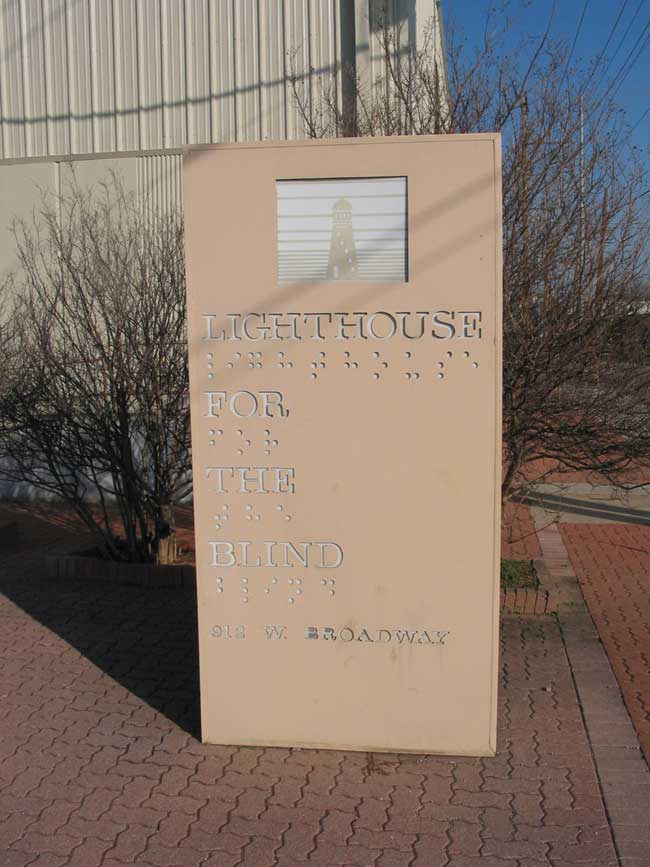 LIGHTHOUSE
⠇⠊⠛⠓⠞⠓⠕⠥⠎⠑
FOR
⠋⠕⠗
THE
⠞⠓⠑
BLIND
⠃⠇⠊⠝⠙
912 W. BROADWAY